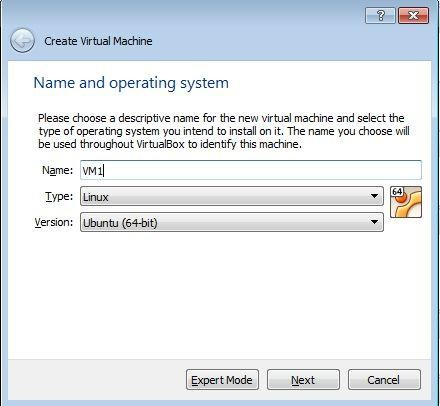 ?
Create Virtual Machine
Name and operating system
Please choose a descriptive name for the new virtual machine and select the
type of operating system you intend to install on it. The name you choose will
be used throughout VirtualBox to identify this machine.
Name: VM1
Type: Linux
64
Version: Ubuntu (64-bit)
Expert Mode Next Cancel